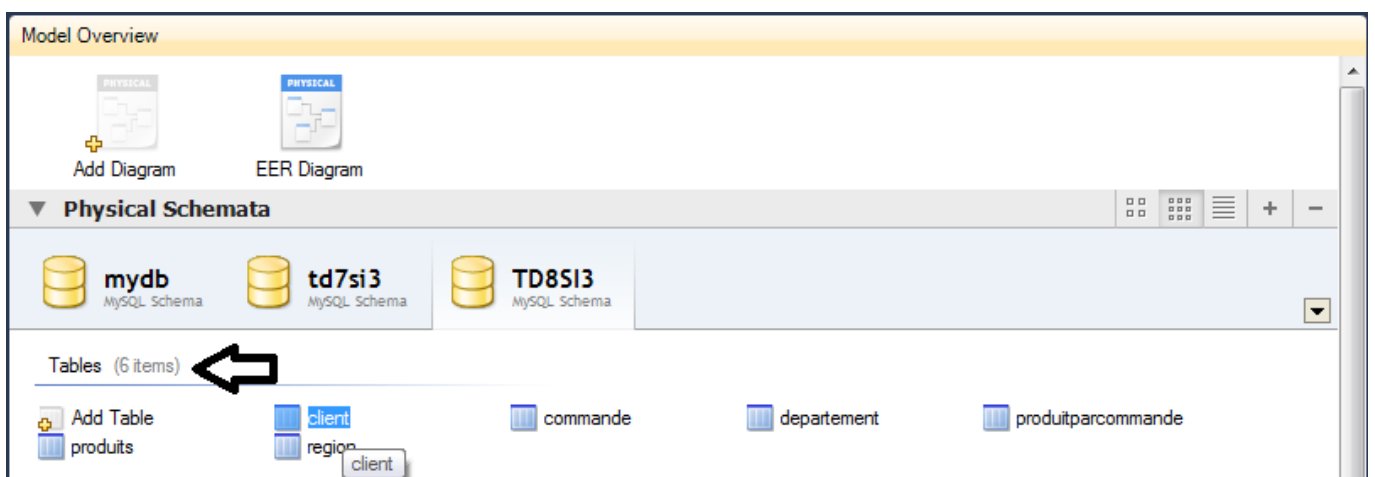 Model Overview
PHYSICAL PHYSICAL
Add Diagram EER Diagram
Physical Schemata
mydb td7si3 TD8SI3
MySQL Schema MySQL Schema MySQL Schema
Tables (6 items)
Add Table client commande departement produitparcommande
produits region
client